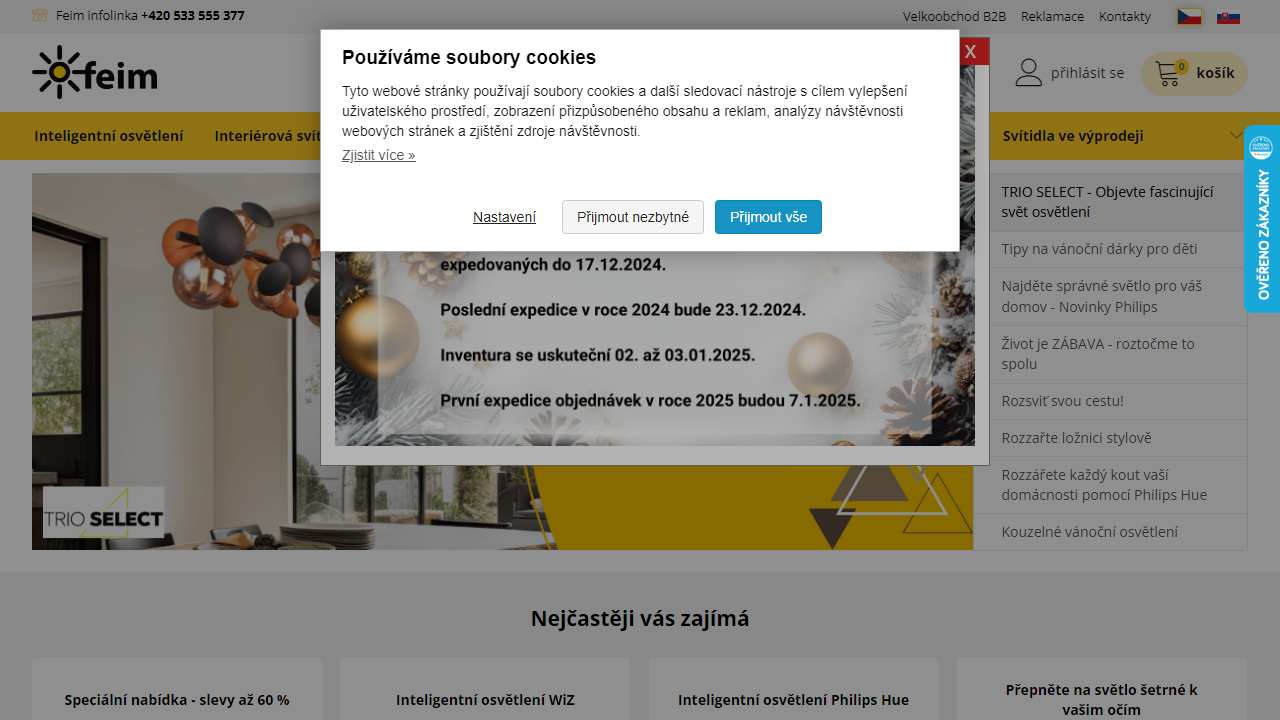 Feim infolinka +420 533 555 377
Velkoobchod B2B
Reklamace
Kontakty
feim
přihlásit se
0
košík
Inteligentní osvětlení
Interiérová
Svítidla ve výprodeji
X
Používáme soubory cookies
Tyto webové stránky používají soubory cookies a další sledovací nástroje s cílem vylepšení
uživatelského prostředí, zobrazení přizpůsobeného obsahu a reklam, analýzy návštěvnosti
webových stránek a zjištění zdroje návštěvnosti.
Zjistit více »
Nastavení
Přijmout nezbytné
Přijmout vše
expedovaných do 17.12.2024.
Poslední expedice v roce 2024 bude 23.12.2024.
Inventura se uskuteční 02. až 03.01.2025.
První expedice objednávek v roce 2025 budou 7.1.2025.
TRIO SELECT
TRIO SELECT - Objevte fascinující
svět osvětlení
Tipy na vánoční dárky pro děti
Najděte správné světlo pro váš
domov - Novinky Philips
Život je ZÁBAVA - roztočme to
spolu
Rozsviť svou cestu!
Rozzařte ložnici stylově
Rozzářete každý kout vaší
domácnosti pomocí Philips Hue
Kouzelné vánoční osvětlení
OVĚŘENO ZÁKAZNÍKY
Nejčastěji vás zajímá
Speciální nabídka - slevy až 60 %
Inteligentní osvětlení WiZ
Inteligentní osvětlení Philips Hue
Přepněte na světlo šetrné k
vašim očím